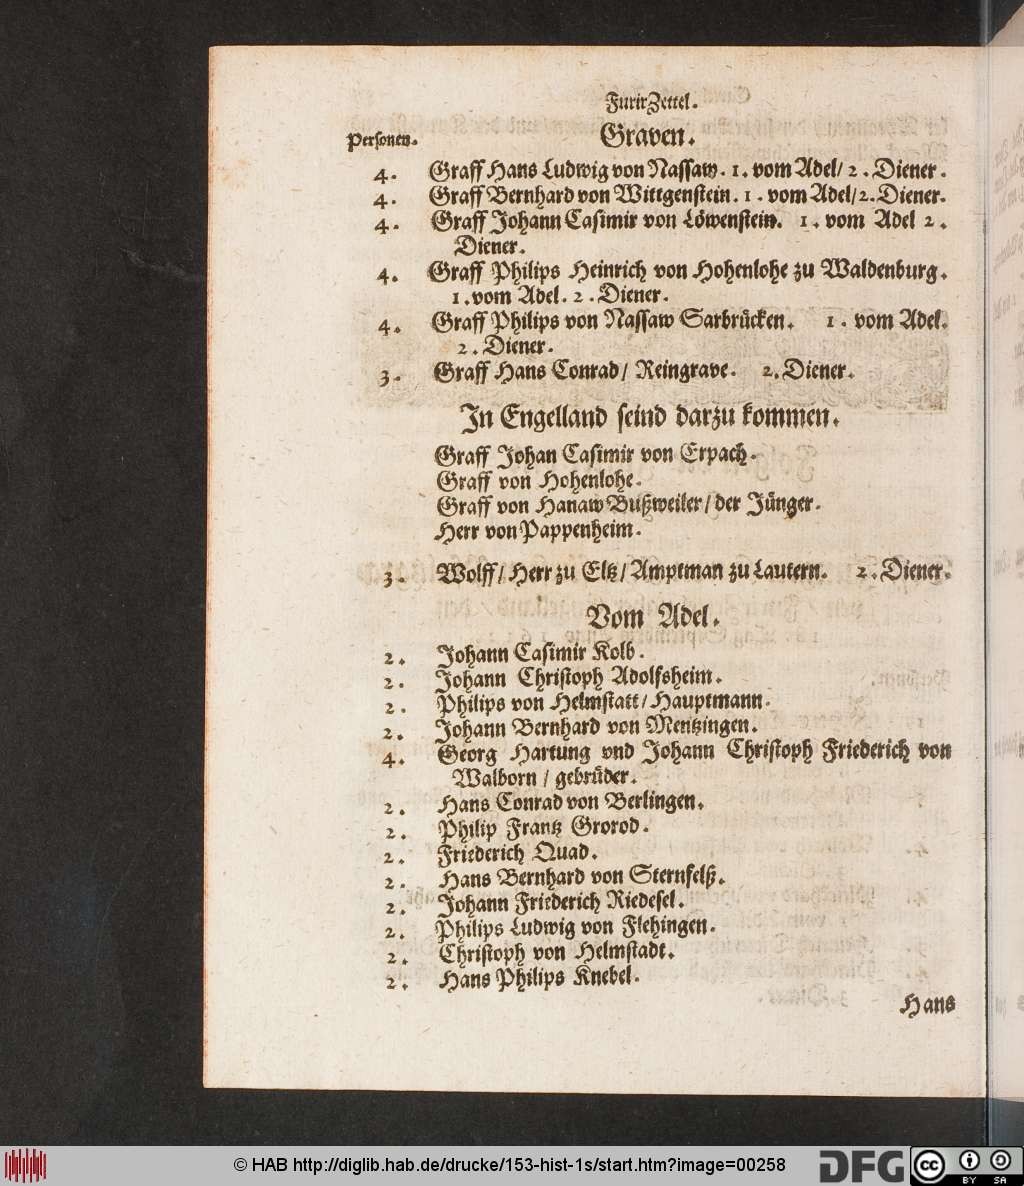 FurirZettel.
Personen. Graven.
4. Graff Hans Ludwig von Nassaw. 1. vom Adel/ 2. Diener.
4. Graff Bernhard von Wittgenstein. 1. vom Adel/ 2. Diener.
4. Graff Johann Casimir von Löwenstein. 1. vom Adel 2.
Diener.
4. Graff Philips Heinrich von Hohenlohe zu Waldenburg.
1. vom Adel. 2. Diener.
4. Graff Philips von Nassaw Sarbrücken. 1. vom Adel.
2. Diener.
3. Graff Hans Conrad/ Reingrave. 2. Diener.
In Engelland seind darzu kommen.
Graff Johan Casimir von Erpach.
Graff von Hohenlohe.
Graff von Hanaw Bußweiler/ der Jünger.
Herr von Pappenheim.
3. Wolff/ Herr zu Eltz/ Amptman zu Lautern. 2. Diener.
Vom Adel.
2. Johann Casimir Kolb.
2. Johann Christoph Adolfsheim.
2. Philips von Helmstatt/ Hauptmann.
2. Johann Bernhard von Mentzingen.
4. Georg Hartung vnd Johann Christoph Friederich von
Walborn/ gebrüder.
2. Hans Conrad von Berlingen.
2. Philip Frantz Grorod.
2. Friederich Quad.
2. Hans Bernhard von Sternfelß.
2. Johann Friederich Riedesel.
2. Philips Ludwig von Flehingen.
2. Christoph von Helmstadt.
2. Hans Philips Knebel.
Hans
© HAB http://diglib.hab.de/drucke/153-hist-1s/start.htm?image=00258
DFG
cc BY SA